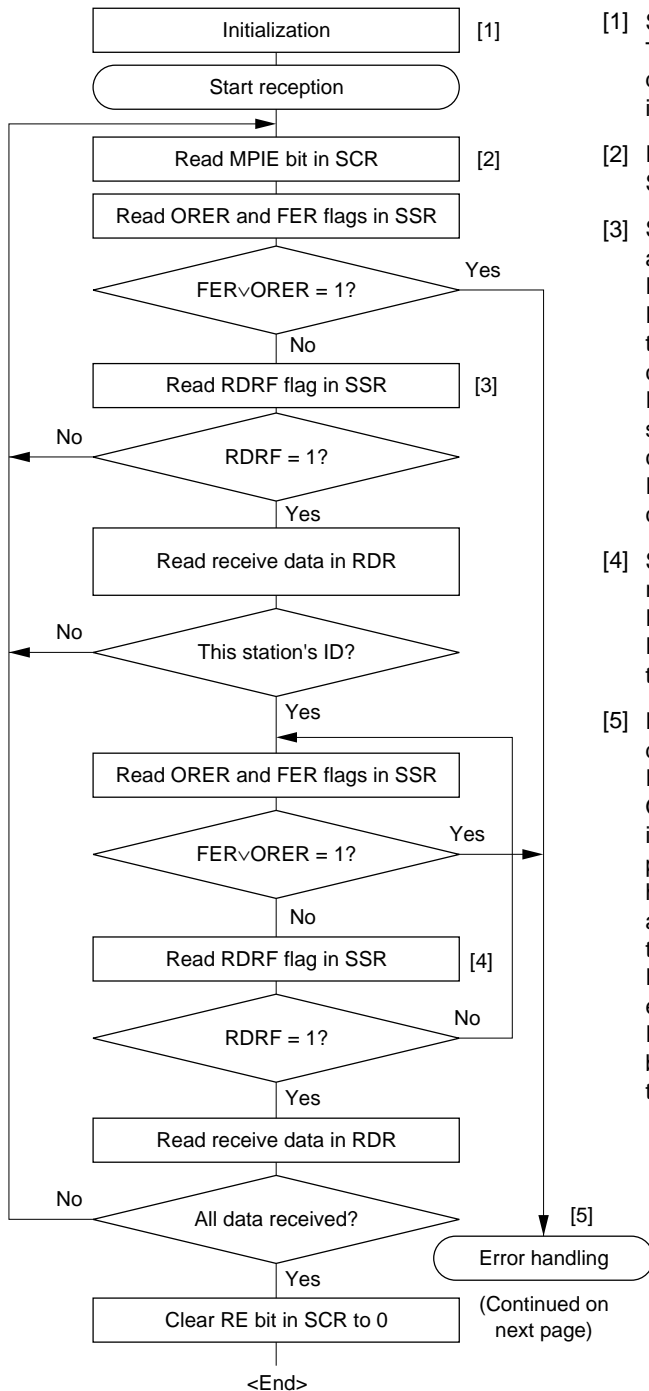 Initialization
[1]
Start reception
Read MPIE bit in SCR
[2]
Read ORER and FER flags in SSR
FER∨ORER = 1?
Yes
No
Read RDRF flag in SSR
[3]
No
RDRF = 1?
Yes
Read receive data in RDR
No
This station's ID?
Yes
Read ORER and FER flags in SSR
FER∨ORER = 1?
Yes
No
Read RDRF flag in SSR
[4]
RDRF = 1?
No
Yes
Read receive data in RDR
No
All data received?
Yes
[5]
Error handling
(Continued on
next page)
Clear RE bit in SCR to 0
<End>
[1]
[2]
[3]
[4]
[5]